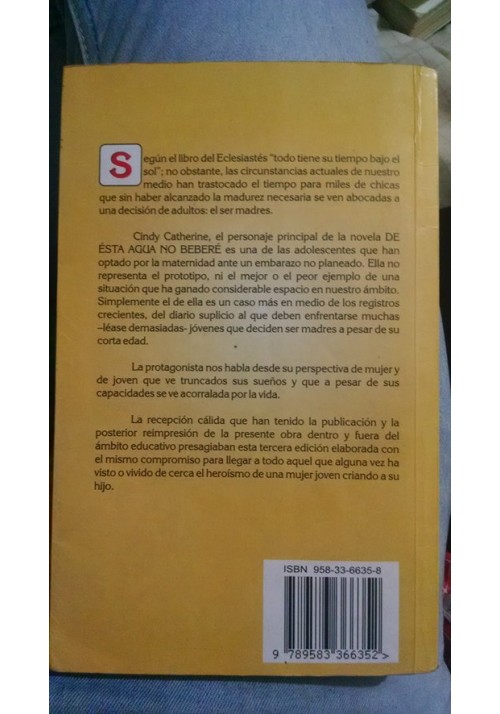 Según el libro del Eclesiastés "todo tiene su tiempo bajo el
sol"; no obstante, las circunstancias actuales de nuestro
medio han trastocado el tiempo para miles de chicas
que sin haber alcanzado la madurez necesaria se ven abocadas a
una decisión de adultos: el ser madres.
Cindy Catherine, el personaje principal de la novela DE
ÉSTA AGUA NO BEBERÉ es una de las adolescentes que han
optado por la maternidad ante un embarazo no planeado. Ella no
representa el prototipo, ni el mejor o el peor ejemplo de una
situación que ha ganado considerable espacio en nuestro ámbito.
Simplemente el de ella es un caso más en medio de los registros
crecientes, del diario suplicio al que deben enfrentarse muchas
-léase demasiadas- jóvenes que deciden ser madres a pesar de su
corta edad.
La protagonista nos habla desde su perspectiva de mujer y
de joven que ve truncados sus sueños y que a pesar de sus
capacidades se ve acorralada por la vida.
La recepción cálida que han tenido la publicación y la
posterior reimpresión de la presente obra dentro y fuera del
ámbito educativo presagiaban esta tercera edición elaborada con
el mismo compromiso para llegar a todo aquel que alguna vez ha
visto o vivido de cerca el heroísmo de una mujer joven criando a su
hijo.
ISBN 958-33-6635-8
9 789583 366352 >